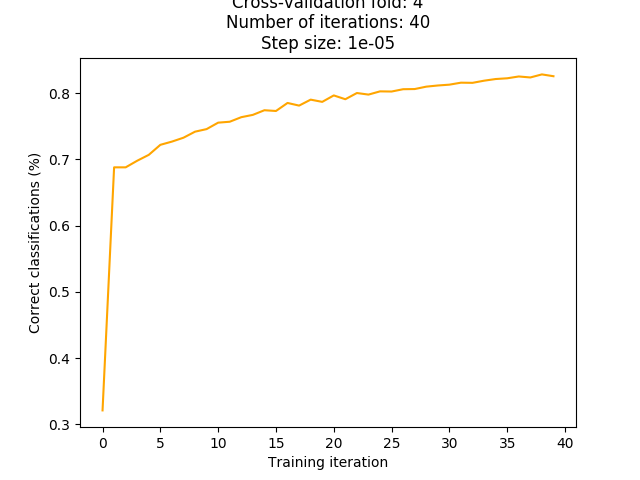 Cross-validation fold: 4
Number of iterations: 40
Step size: 1e-05
0.8
0.7
0.6
0.5
0.4
0.3
Correct classifications (%)
0 5 10 15 20 25 30 35 40
Training iteration